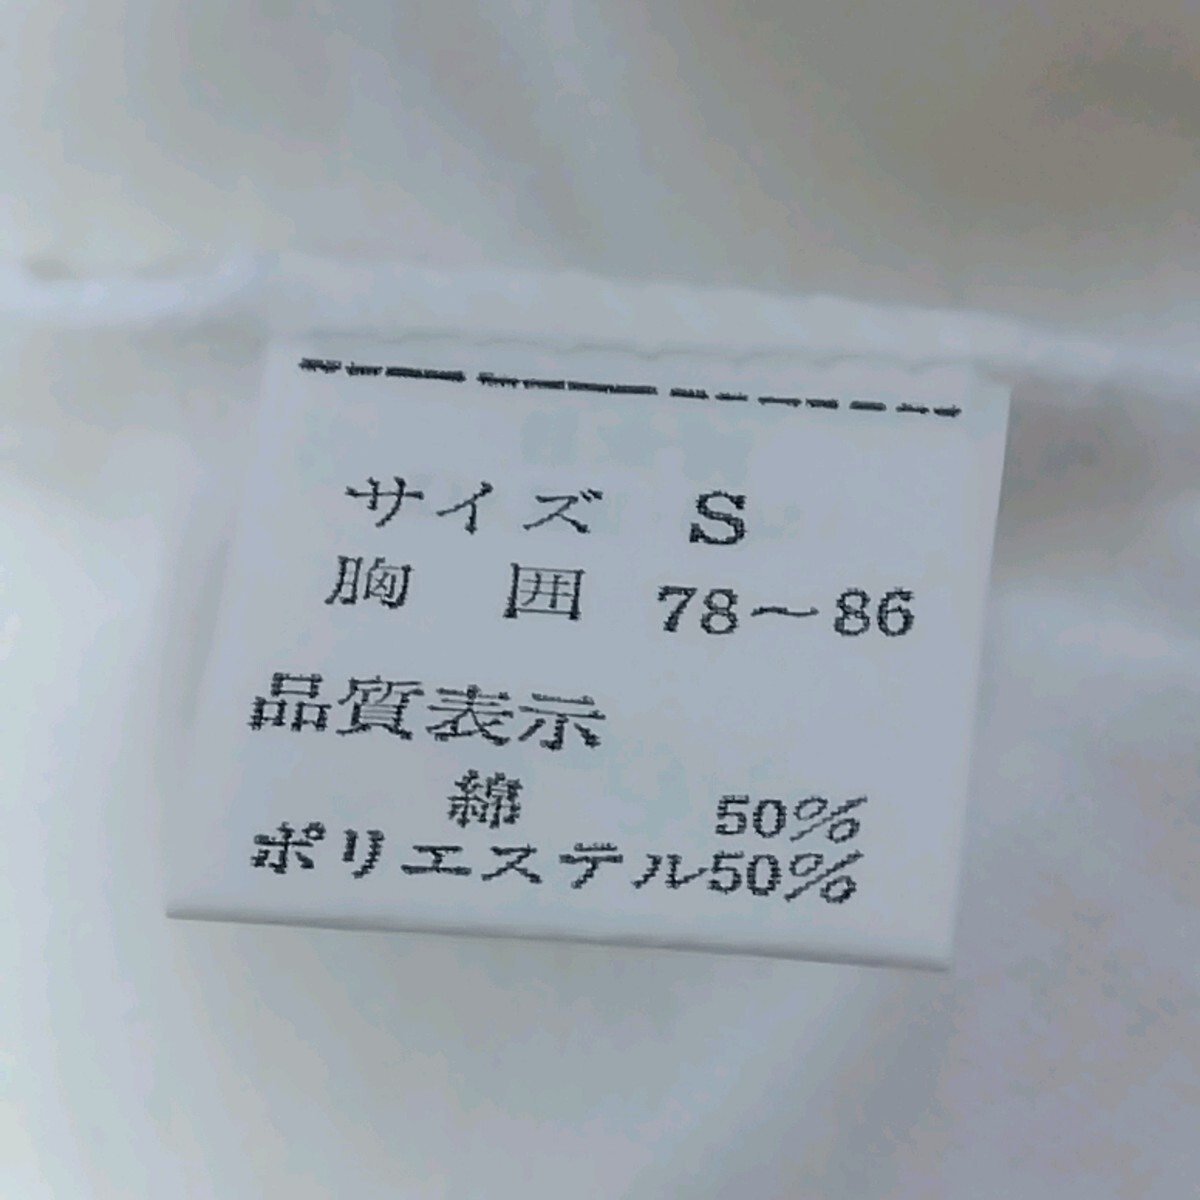 サイズ S
胸囲 78～86
品質表示
綿 50%
ポリエステル50%